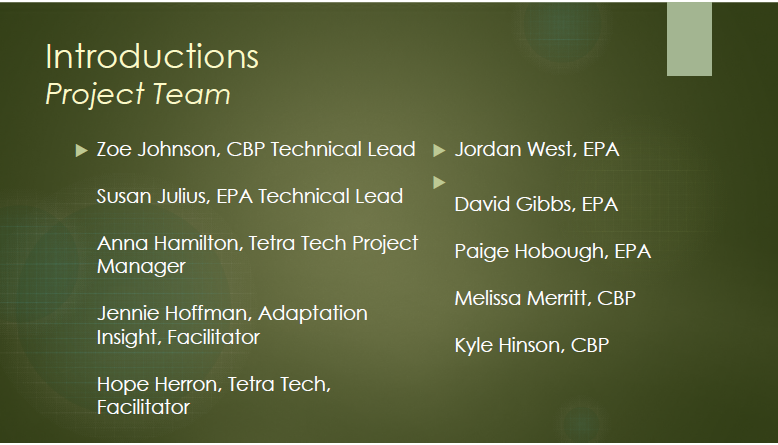 Introductions
Project Team
Zoe Johnson, CBP Technical Lead
Susan Julius, EPA Technical Lead
Anna Hamilton, Tetra Tech Project
Manager
Jennie Hoffman, Adaptation
Insight, Facilitator
Hope Herron, Tetra Tech,
Facilitator
Jordan West, EPA
David Gibbs, EPA
Paige Hobough, EPA
Melissa Merritt, CBP
Kyle Hinson, CBP